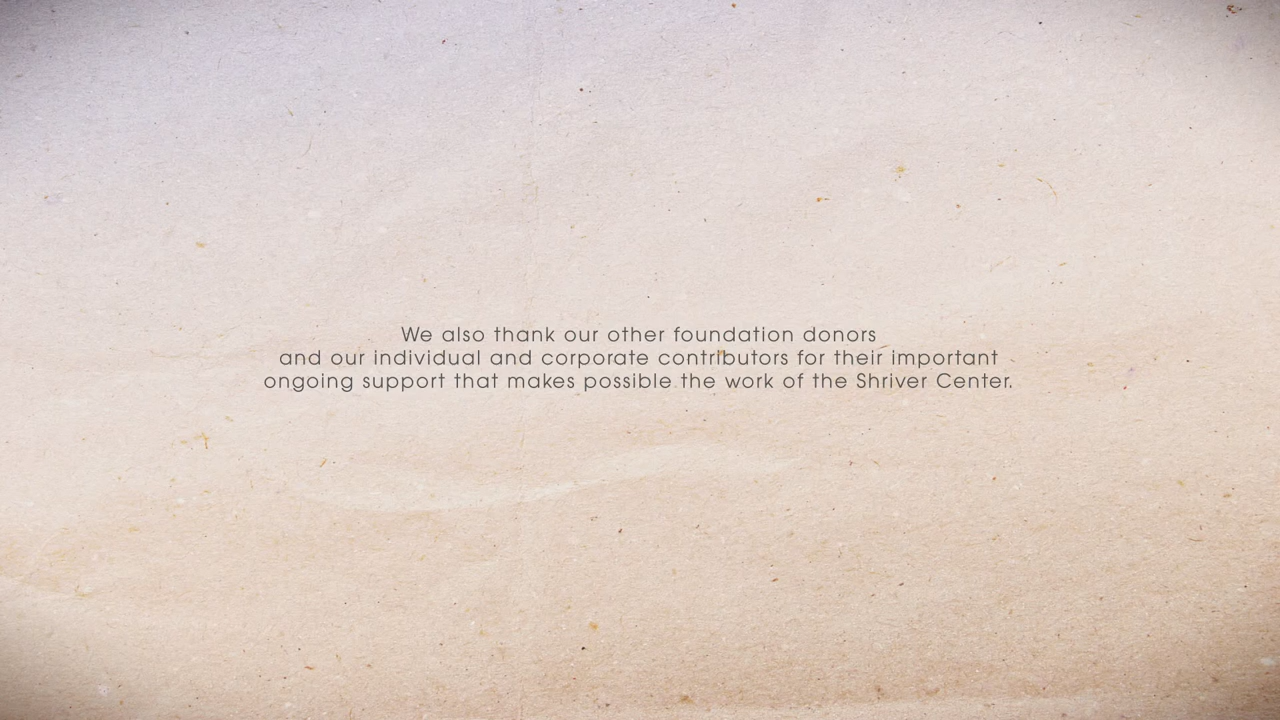 We also thank our other foundation donors
and our individual and corporate contributors for their important
ongoing support that makes possible the work of the Shriver Center.